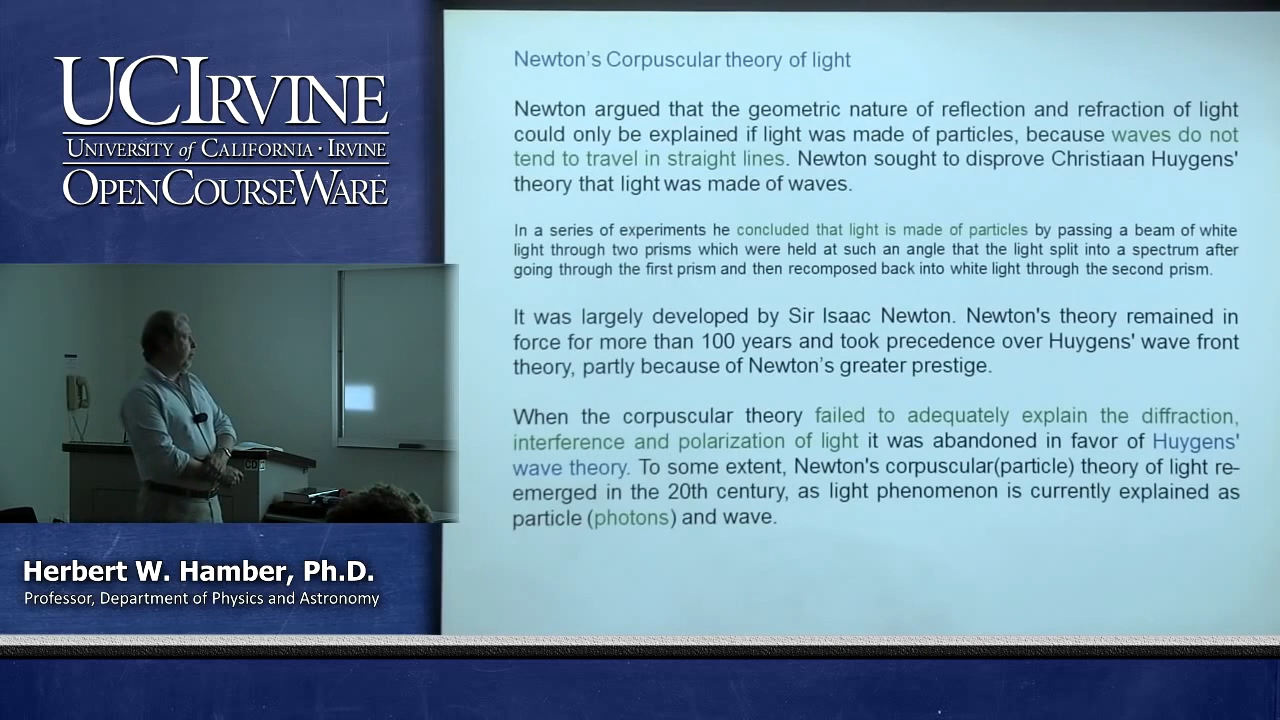 UCIRVINE
UNIVERSITY of CALIFORNIA · IRVINE
OPENCOURSEWARE
Herbert W. Hamber, Ph.D.
Professor, Department of Physics and Astronomy
Newton's Corpuscular theory of light
Newton argued that the geometric nature of reflection and refraction of light
could only be explained if light was made of particles, because waves do not
tend to travel in straight lines. Newton sought to disprove Christiaan Huygens'
theory that light was made of waves.
In a series of experiments he concluded that light is made of particles by passing a beam of white
light through two prisms which were held at such an angle that the light split into a spectrum after
going through the first prism and then recomposed back into white light through the second prism.
It was largely developed by Sir Isaac Newton. Newton's theory remained in
force for more than 100 years and took precedence over Huygens' wave front
theory, partly because of Newton's greater prestige.
When the corpuscular theory failed to adequately explain the diffraction,
interference and polarization of light it was abandoned in favor of Huygens'
wave theory. To some extent, Newton's corpuscular(particle) theory of light re-
emerged in the 20th century, as light phenomenon is currently explained as
particle (photons) and wave.